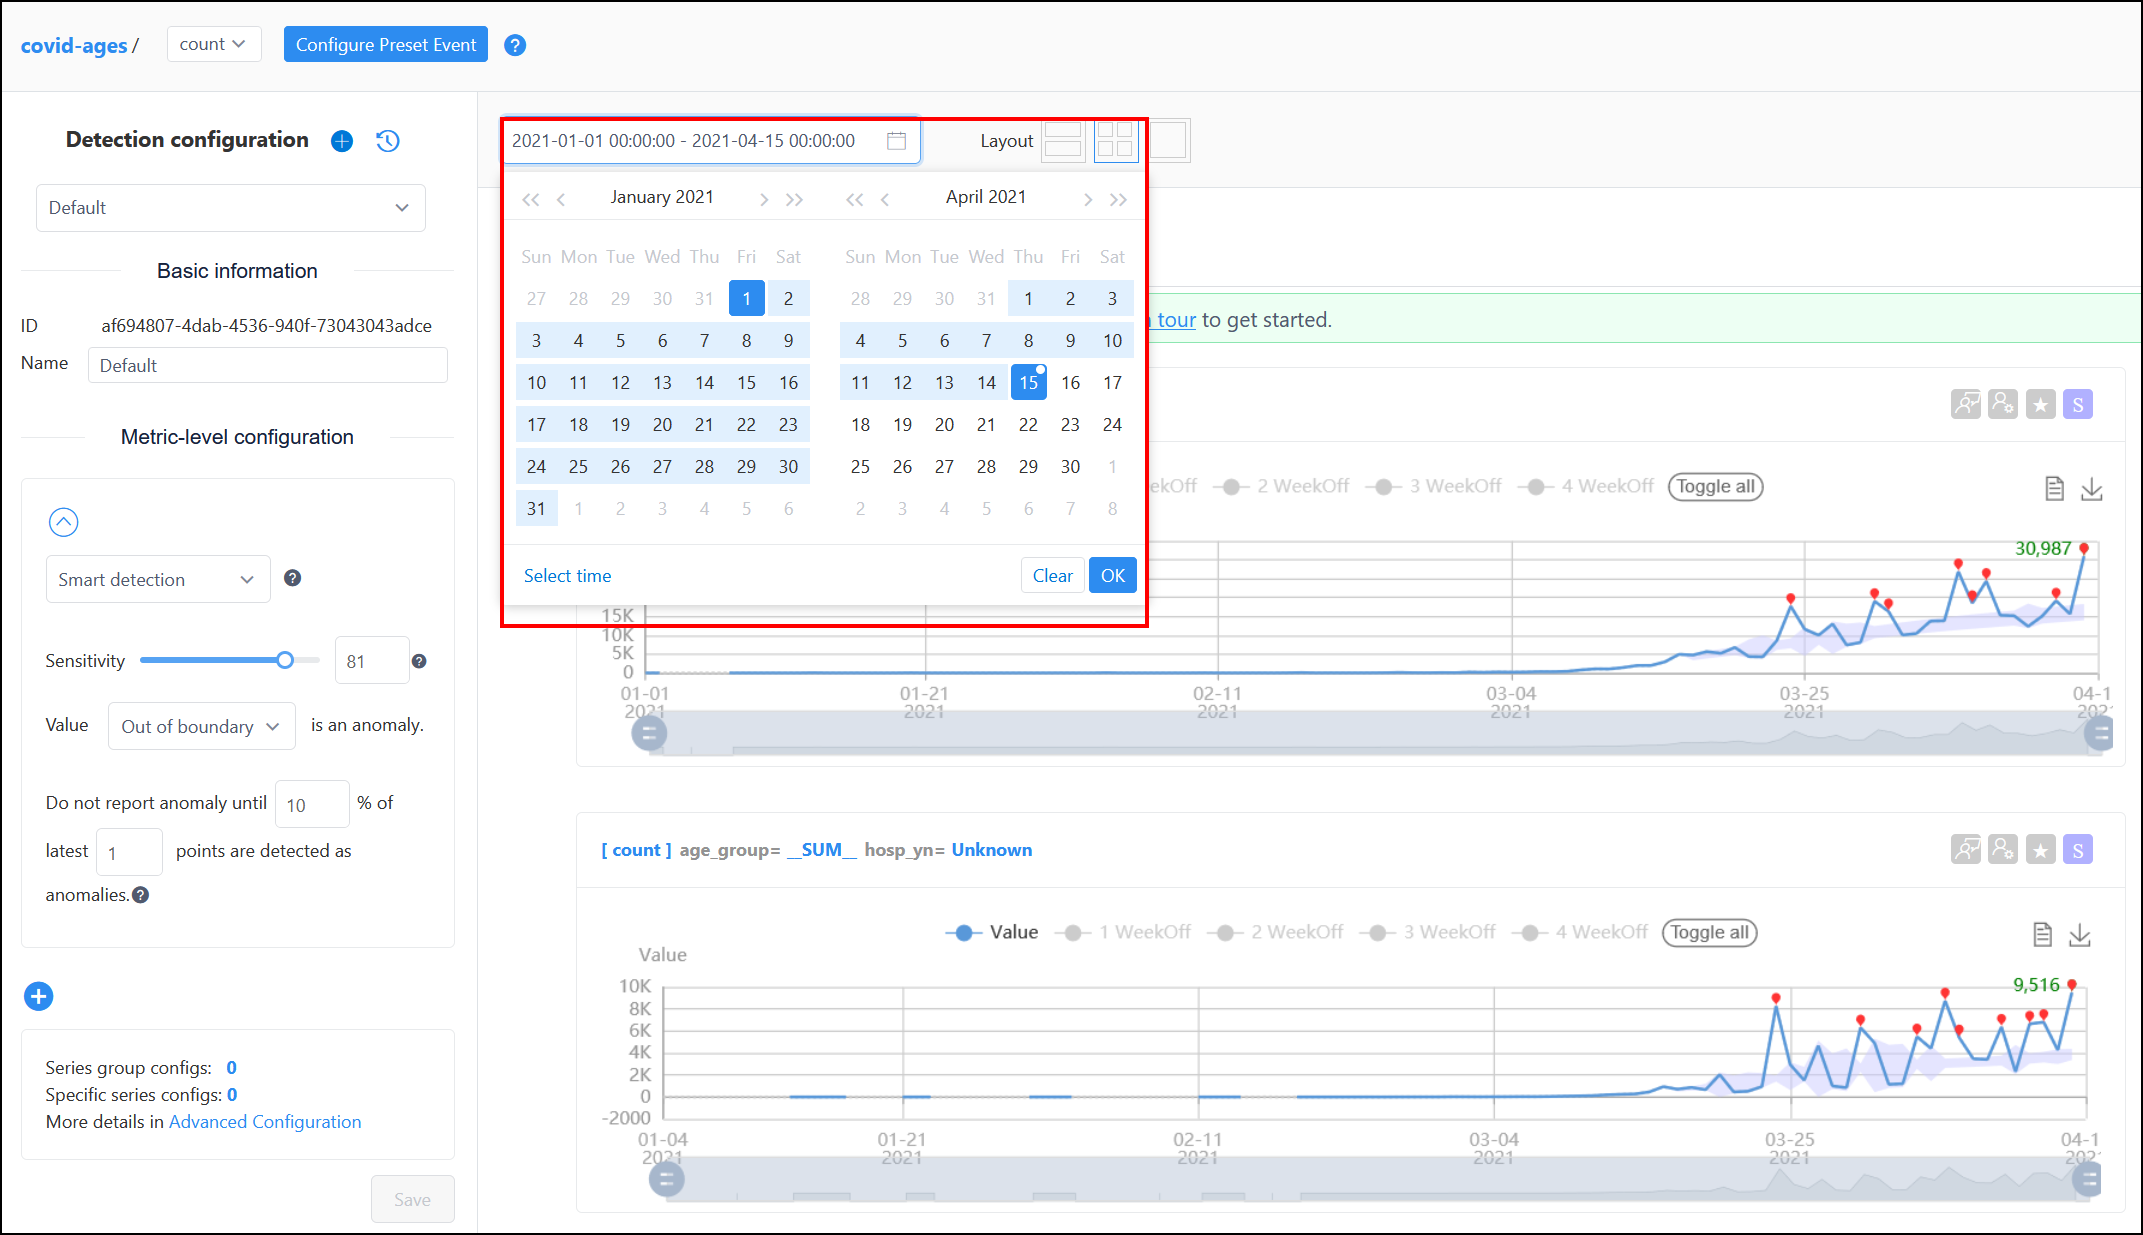 covid-ages / count Configure Preset Event ?
Detection configuration
Default
Basic information
ID af694807-4dab-4536-940f-73043043adce
Name Default
Metric-level configuration
Smart detection ?
Sensitivity 81 ?
Value Out of boundary is an anomaly.
Do not report anomaly until 10 % of
latest 1 points are detected as
anomalies. ?
Series group configs: 0
Specific series configs: 0
More details in Advanced Configuration
Save
2021-01-01 00:00:00 - 2021-04-15 00:00:00 Layout
January 2021
Sun Mon Tue Wed Thu Fri Sat
27 28 29 30 31 1 2
3 4 5 6 7 8 9
10 11 12 13 14 15 16
17 18 19 20 21 22 23
24 25 26 27 28 29 30
31 1 2 3 4 5 6
April 2021
Sun Mon Tue Wed Thu Fri Sat
28 29 30 31 1 2 3
4 5 6 7 8 9 10
11 12 13 14 15 16 17
18 19 20 21 22 23 24
25 26 27 28 29 30 1
2 3 4 5 6 7 8
Select time Clear OK
tour to get started.
S
2 WeekOff 3 WeekOff 4 WeekOff Toggle all
30,987
15K
10K
5K
0
01-01 01-21 02-11 03-04 03-25 04-1
2021 2021 2021 2021 2021 202
[ count ] age_group= __SUM__ hosp_yn= Unknown S
Value 1 WeekOff 2 WeekOff 3 WeekOff 4 WeekOff Toggle all
Value
9,516
10K
8K
6K
4K
2K
0
-2000
01-04 01-21 02-11 03-04 03-25 04-1
2021 2021 2021 2021 2021 202